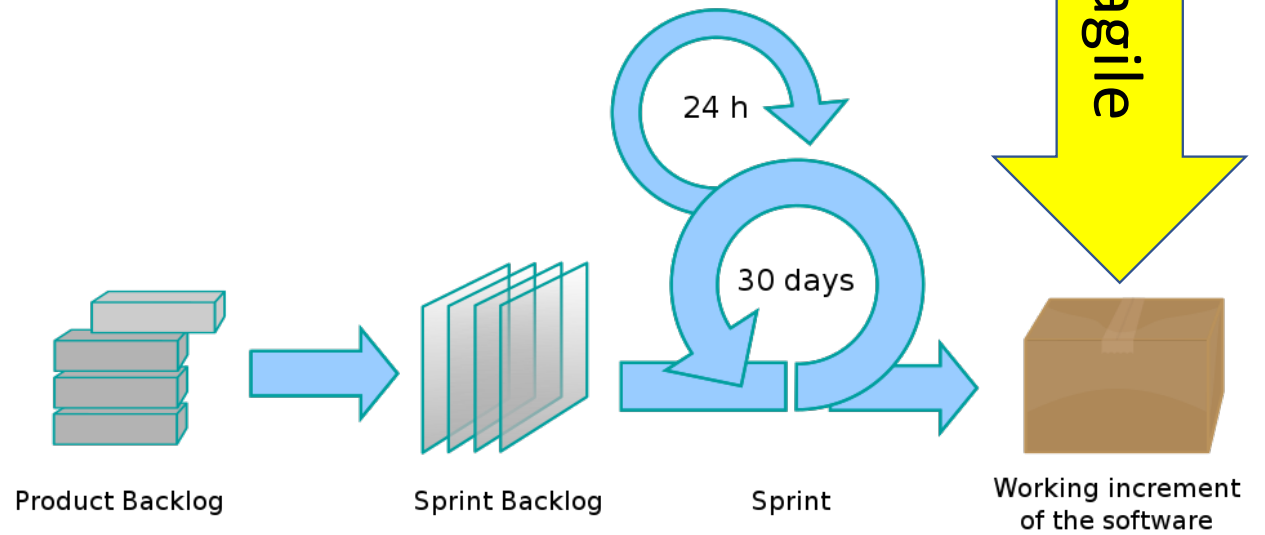 agile
24 h
30 days
Product Backlog
Sprint Backlog
Sprint
Working increment
of the software